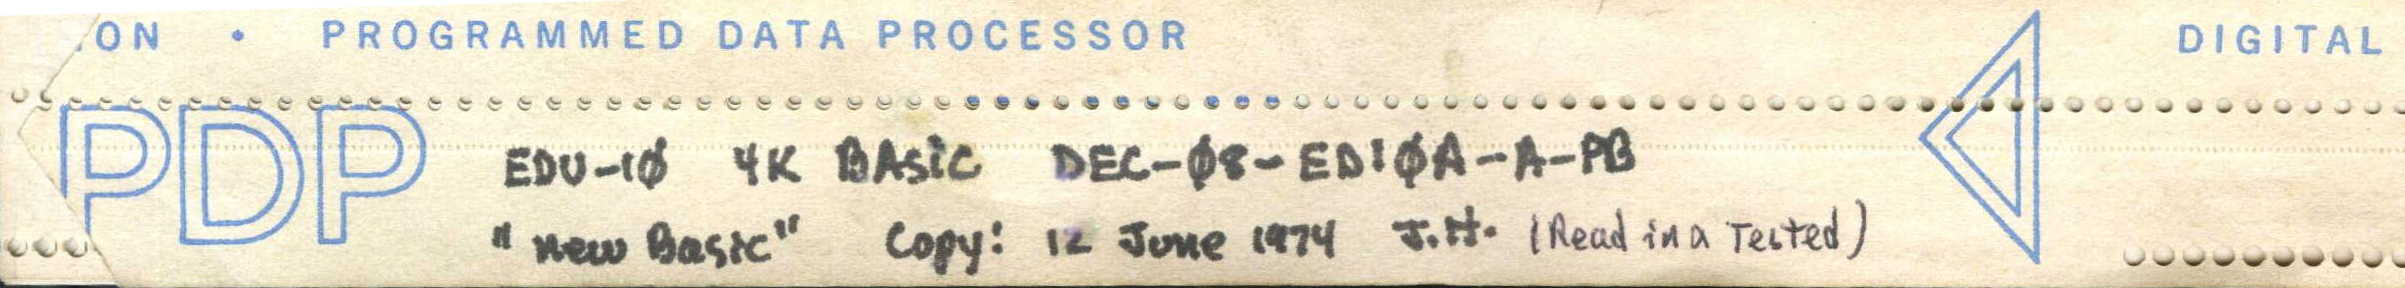 ON • PROGRAMMED DATA PROCESSOR DIGITAL
PDP
EDU-1Ø 4K BASiC DEC-Ø8-ED1ØA-A-PB
"New Basic" Copy: 12 June 1974 J.H. (Read in a Tested)